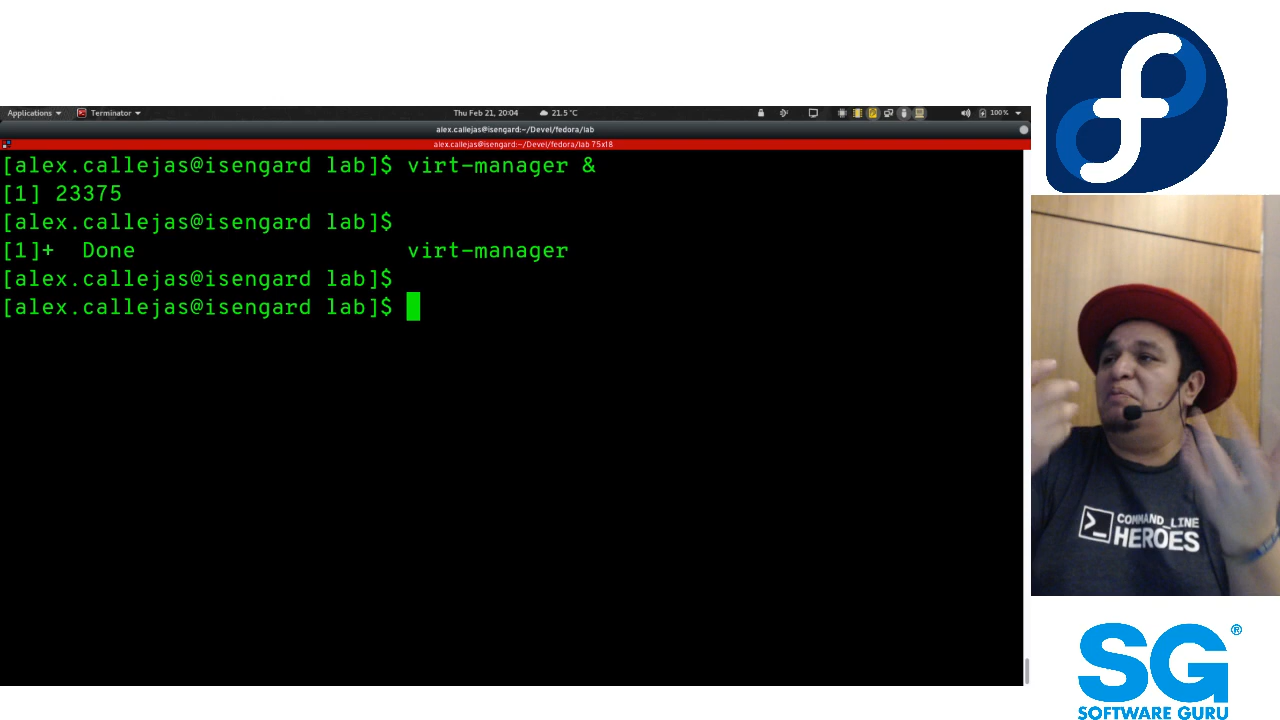 Applications
Terminator
Thu Feb 21, 20:04
21.5 °C
100%
alex.callejas@isengard:~/Devel/fedora/lab
alex.callejas@isengard:~/Devel/fedora/lab 75x18
[alex.callejas@isengard lab]$ virt-manager &
[1] 23375
[alex.callejas@isengard lab]$
[1]+  Done                    virt-manager
[alex.callejas@isengard lab]$
[alex.callejas@isengard lab]$
>_ COMMAND_LINE
HEROES
SG®
SOFTWARE GURU